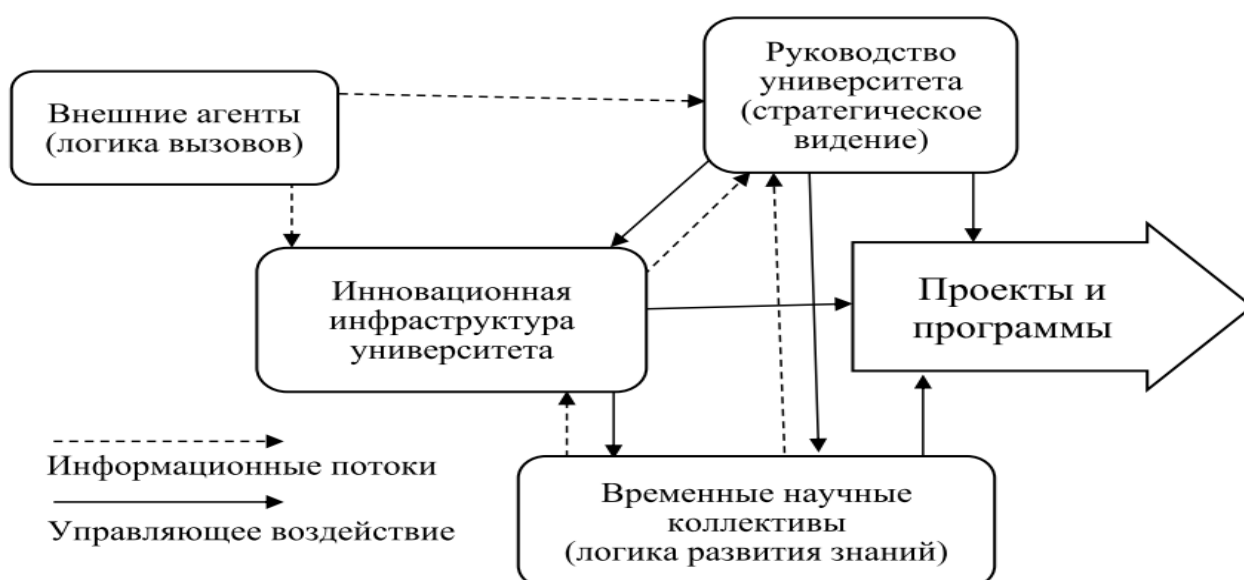 Руководство
университета
(стратегическое
видение)
Внешние агенты
(логика вызовов)
Инновационная
инфраструктура
университета
Проекты и
программы
Информационные потоки
Управляющее воздействие
Временные научные
коллективы
(логика развития знаний)